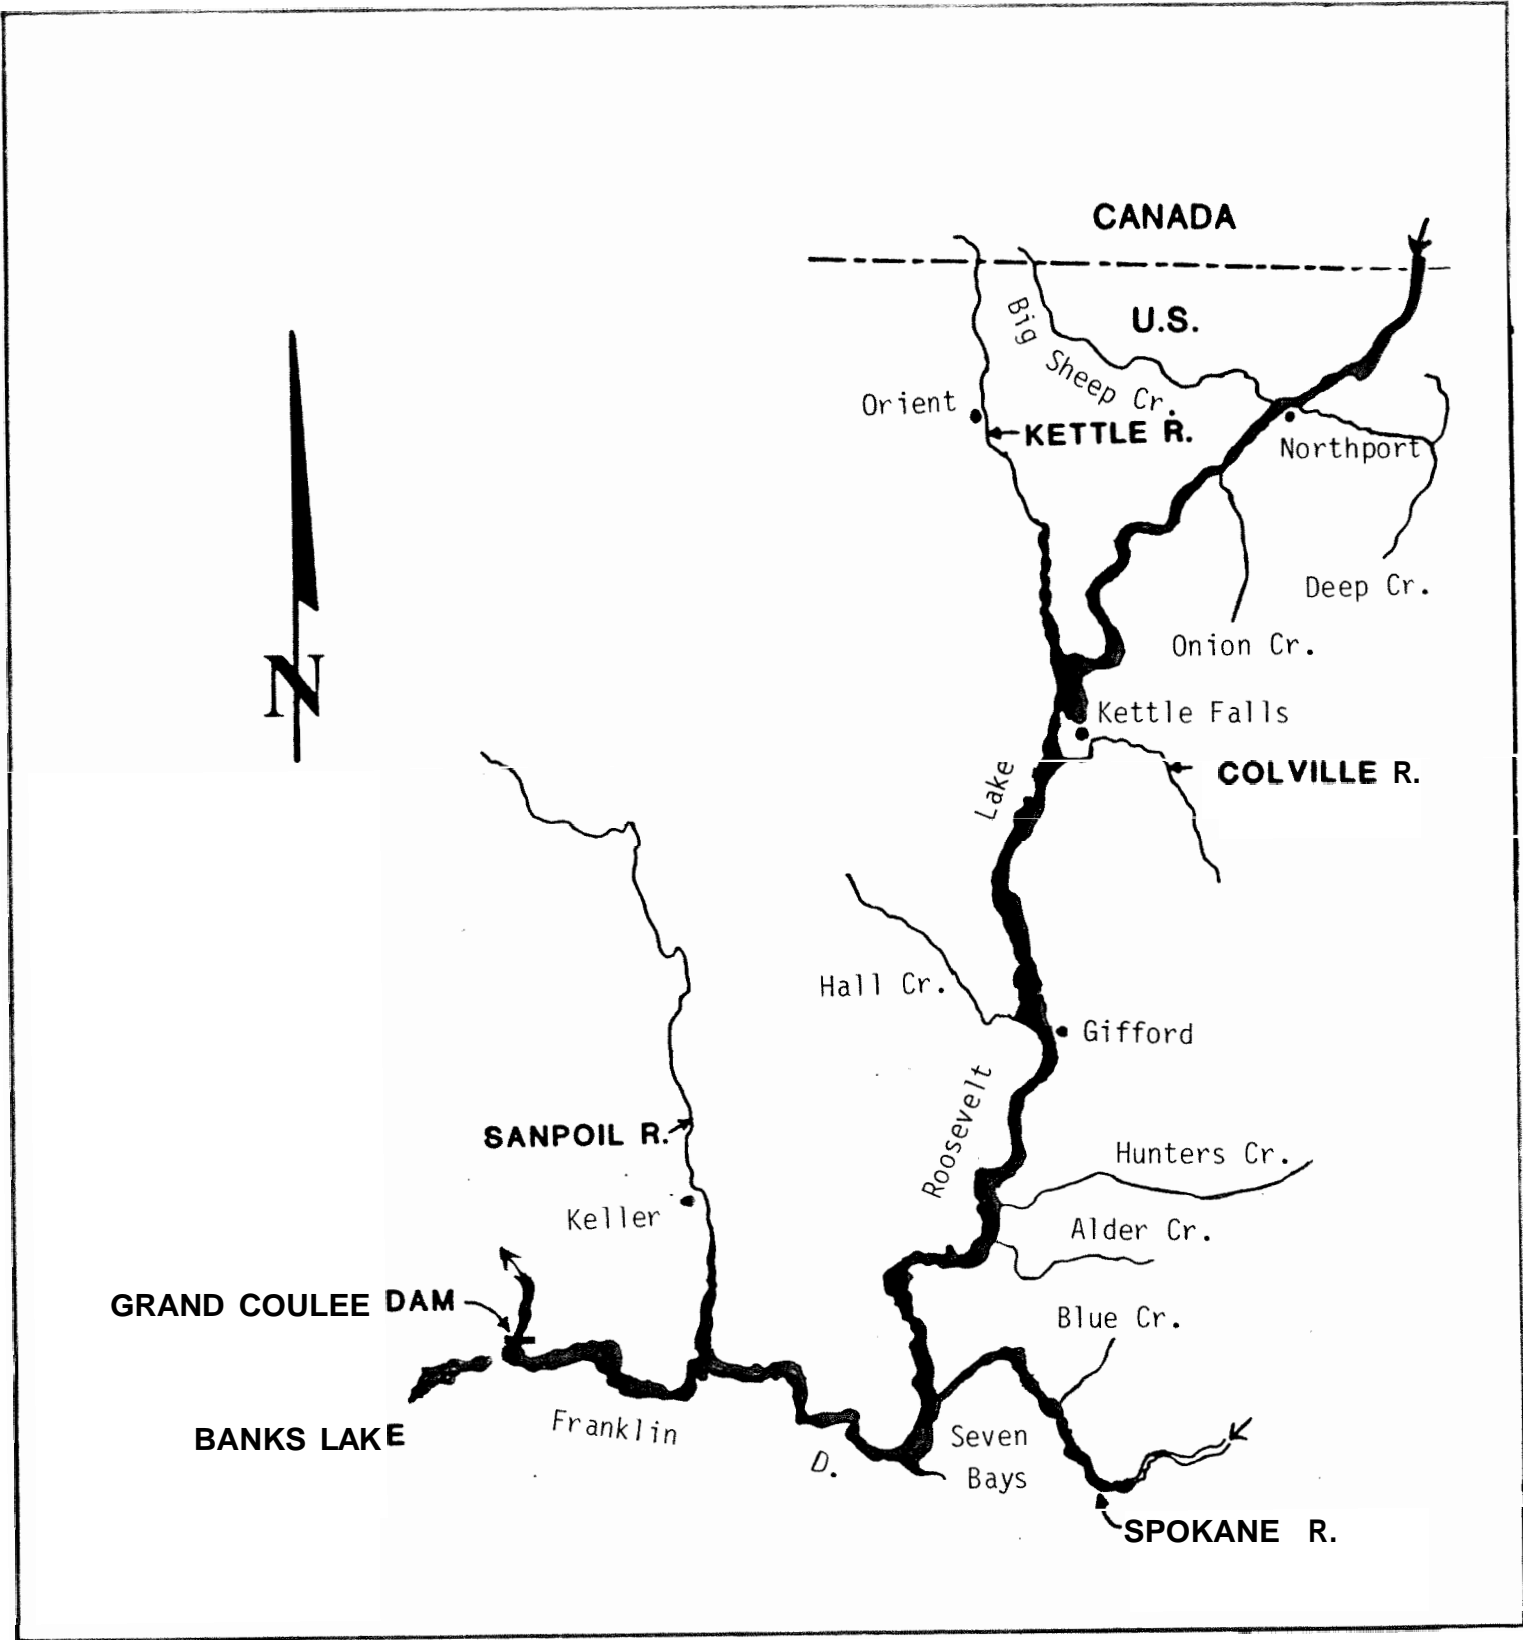 CANADA
U.S.
Big Sheep Cr.
Orient
KETTLE R.
Northport
Deep Cr.
Onion Cr.
N
Kettle Falls
COLVILLE R.
Lake
Hall Cr.
Gifford
Roosevelt
SANPOIL R.
Hunters Cr.
Keller
Alder Cr.
GRAND COULEE DAM
Blue Cr.
BANKS LAKE
Franklin
D.
Seven
Bays
SPOKANE R.